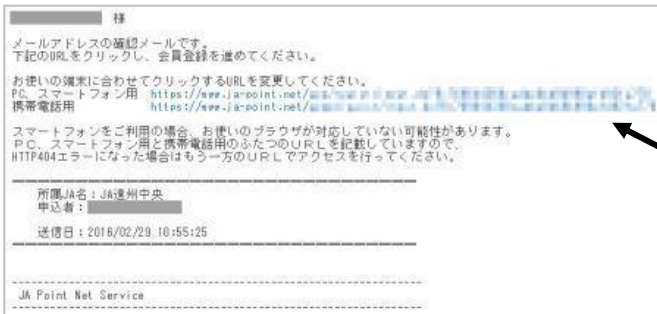 様
メールアドレスの確認メールです。
下記のURLをクリックし、会員登録を進めてください。
お使いの端末に合わせてクリックするURLを変更してください。
PC、スマートフォン用 https://www.ja-point.net/
携帯電話用 https://www.ja-point.net/
スマートフォンをご利用の場合、お使いのブラウザが対応していない可能性があります。
PC、スマートフォン用と携帯電話用のふたつのURLを記載していますので、
HTTP404エラーになった場合はもう一方のURLでアクセスを行ってください。
所属JA名：JA遠州中央
申込者：
送信日：2016/02/29 10:55:25
JA Point Net Service